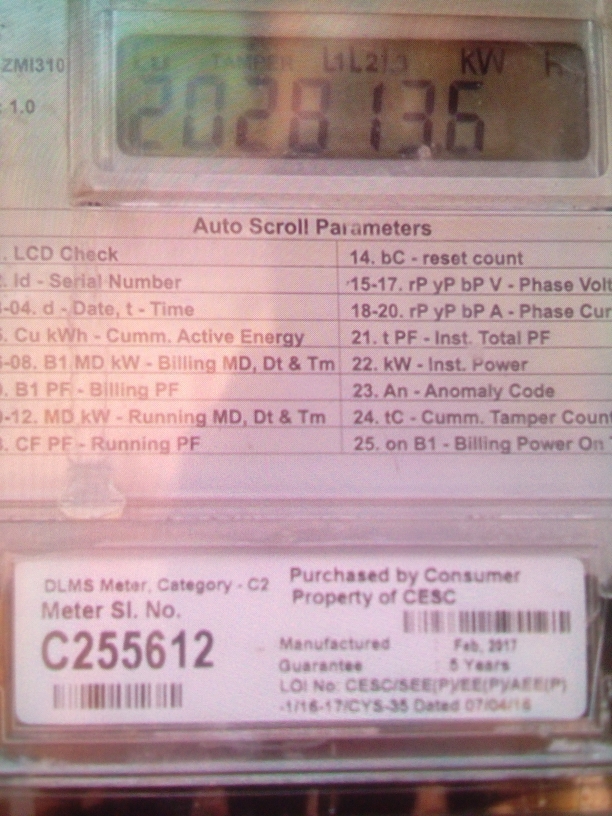 ZMI310
: 1.0
TAMPER L1L2L3 kW h
2028136
Auto Scroll Parameters
. LCD Check
14. bC - reset count
. Id - Serial Number
15-17. rP yP bP V - Phase Volt
-04. d - Date, t - Time
18-20. rP yP bP A - Phase Cur
. Cu kWh - Cumm. Active Energy
21. t PF - Inst. Total PF
-08. B1 MD kW - Billing MD, Dt & Tm
22. kW - Inst. Power
. B1 PF - Billing PF
23. An - Anomaly Code
-12. MD kW - Running MD, Dt & Tm
24. tC - Cumm. Tamper Count
. CF PF - Running PF
25. on B1 - Billing Power On
DLMS Meter, Category - C2
Meter Sl. No.
C255612
Purchased by Consumer
Property of CESC
Manufactured : Feb, 2017
Guarantee : 5 Years
LOI No: CESC/SEE(P)/EE(P)/AEE(P)
-1/16-17/CYS-35 Dated 07/04/16